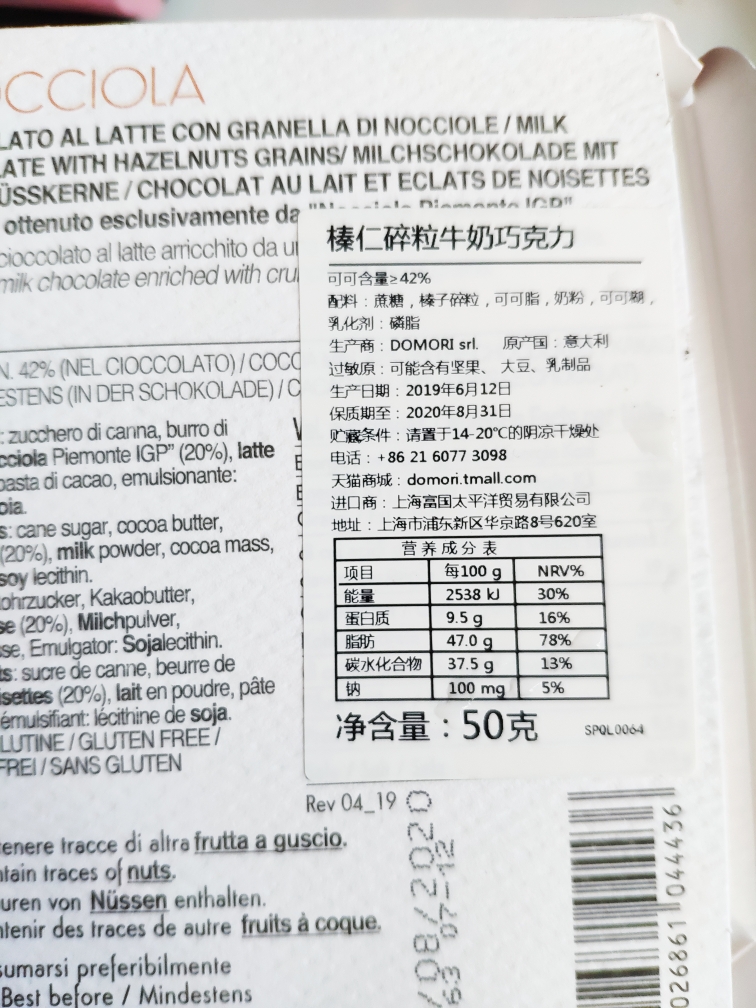 CCIOLA
LATO AL LATTE CON GRANELLA DI NOCCIOLE / MILK
ATE WITH HAZELNUTS GRAINS/ MILCHSCHOKOLADE MIT
ÜSSKERNE / CHOCOLAT AU LAIT ET ECLATS DE NOISETTES
ottenuto esclusivamente da
cioccolato al latte arricchito da
milk chocolate enriched with cru
N. 42% (NEL CIOCCOLATO) / COCO
ESTENS (IN DER SCHOKOLADE) / C
: zucchero di canna, burro di
cciola Piemonte IGP" (20%), latte
pasta di cacao, emulsionante:
oia.
s: cane sugar, cocoa butter,
(20%), milk powder, cocoa mass,
soy lecithin.
ohrzucker, Kakaobutter,
se (20%), Milchpulver,
sse, Emulgator: Sojalecithin.
ts: sucre de canne, beurre de
isettes (20%), lait en poudre, pâte
émulsifiant: lécithine de soja.
LUTINE / GLUTEN FREE /
FREI / SANS GLUTEN
榛仁碎粒牛奶巧克力
可可含量≥42%
配料：蔗糖，榛子碎粒，可可脂，奶粉，可可糊，
乳化剂：磷脂
生产商：DOMORI srl. 原产国：意大利
过敏原：可能含有坚果、大豆、乳制品
生产日期：2019年6月12日
保质期至：2020年8月31日
贮藏条件：请置于14-20℃的阴凉干燥处
电话：+86 21 6077 3098
天猫商城：domori.tmall.com
进口商：上海富国太平洋贸易有限公司
地址：上海市浦东新区华京路8号620室
营养成分表
项目 每100 g NRV%
能量 2538 kJ 30%
蛋白质 9.5 g 16%
脂肪 47.0 g 78%
碳水化合物 37.5 g 13%
钠 100 mg 5%
净含量：50克
SPOL0064
Rev 04_19
enere tracce di altra frutta a guscio.
ntain traces of nuts.
uren von Nüssen enthalten.
ntenir des traces de autre fruits à coque.
sumarsi preferibilmente
Best before / Mindestens
/08/2020
63 07-12
026861 044436